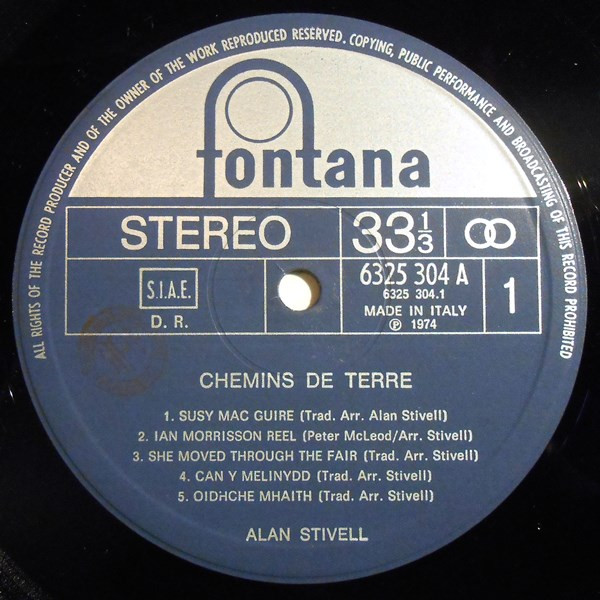 ALL RIGHTS OF THE RECORD PRODUCER AND OF THE OWNER OF THE WORK REPRODUCED RESERVED. COPYING, PUBLIC PERFORMANCE AND BROADCASTING OF THIS RECORD PROHIBITED
fontana
STEREO 33 1/3
S.I.A.E.
D. R.
6325 304 A
6325 304.1
MADE IN ITALY
℗ 1974
1
CHEMINS DE TERRE
1. SUSY MAC GUIRE (Trad. Arr. Alan Stivell)
2. IAN MORRISSON REEL (Peter McLeod/Arr. Stivell)
3. SHE MOVED THROUGH THE FAIR (Trad. Arr. Stivell)
4. CAN Y MELINYDD (Trad. Arr. Stivell)
5. OIDHCHE MHAITH (Trad. Arr. Stivell)
ALAN STIVELL